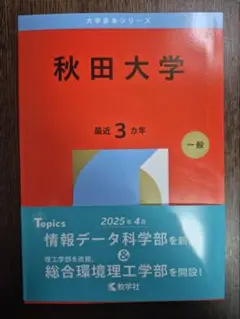 大学赤本シリーズ
秋田大学
最近3カ年
一般
Topics
2025年4月
情報データ科学部を新
理工学部を改組、
&
総合環境理工学部を開設!
教学社